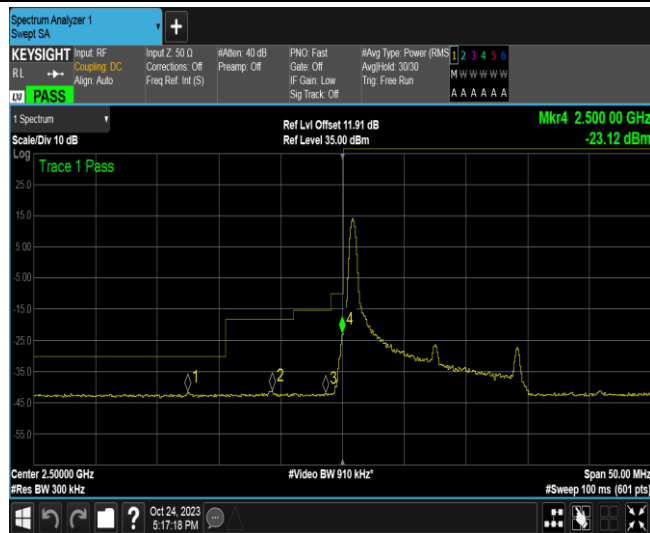 Spectrum Analyzer 1
Swept SA
KEYSIGHT
RL
LXI
PASS
Input: RF
Coupling: DC
Align: Auto
Input Z: 50 Ω
Corrections: Off
Freq Ref: Int (S)
#Atten: 40 dB
Preamp: Off
PNO: Fast
Gate: Off
IF Gain: Low
Sig Track: Off
#Avg Type: Power (RMS
Avg|Hold: 30/30
Trig: Free Run
1 2 3 4 5 6
M W W W W W
A A A A A A
1 Spectrum
Scale/Div 10 dB
Ref Lvl Offset 11.91 dB
Ref Level 35.00 dBm
Mkr4 2.500 00 GHz
-23.12 dBm
Log
Trace 1 Pass
25.0
15.0
5.00
-5.00
-15.0
-25.0
-35.0
-45.0
-55.0
1
2
3
4
Center 2.50000 GHz
#Res BW 300 kHz
#Video BW 910 kHz*
Span 50.00 MHz
#Sweep 100 ms (601 pts)
?
Oct 24, 2023
5:17:18 PM